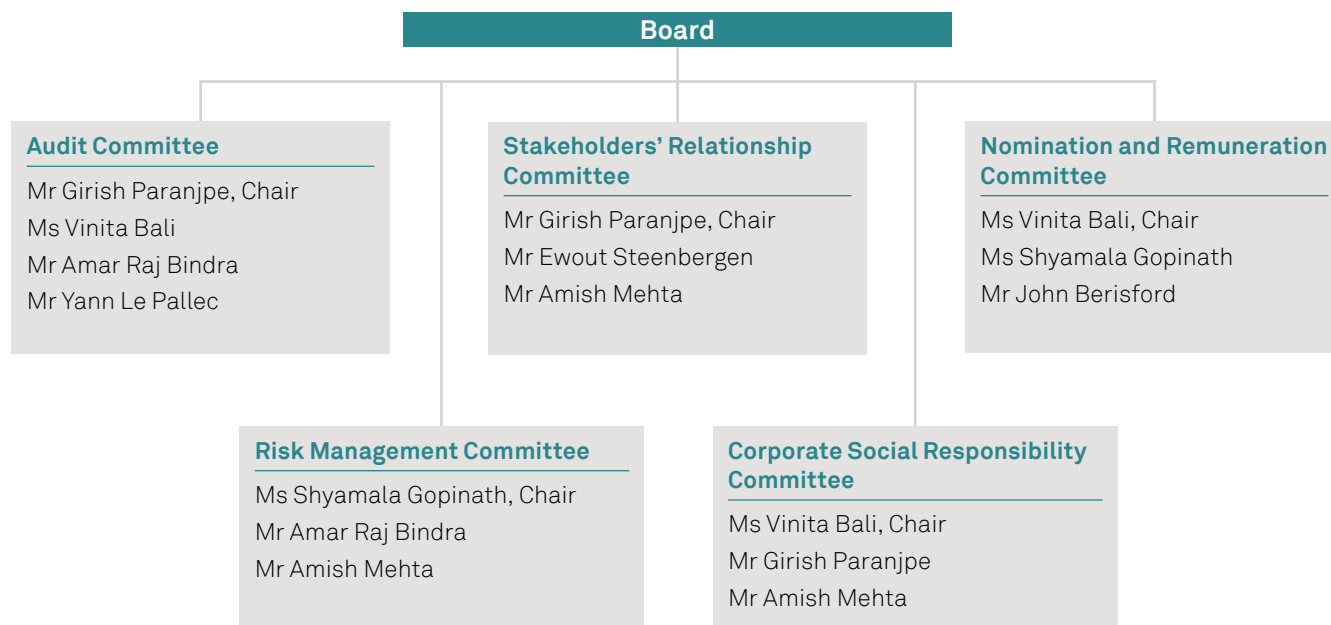 Board
Audit Committee
Mr Girish Paranjpe, Chair
Ms Vinita Bali
Mr Amar Raj Bindra
Mr Yann Le Pallec
Stakeholders’ Relationship
Committee
Mr Girish Paranjpe, Chair
Mr Ewout Steenbergen
Mr Amish Mehta
Nomination and Remuneration
Committee
Ms Vinita Bali, Chair
Ms Shyamala Gopinath
Mr John Berisford
Risk Management Committee
Ms Shyamala Gopinath, Chair
Mr Amar Raj Bindra
Mr Amish Mehta
Corporate Social Responsibility
Committee
Ms Vinita Bali, Chair
Mr Girish Paranjpe
Mr Amish Mehta